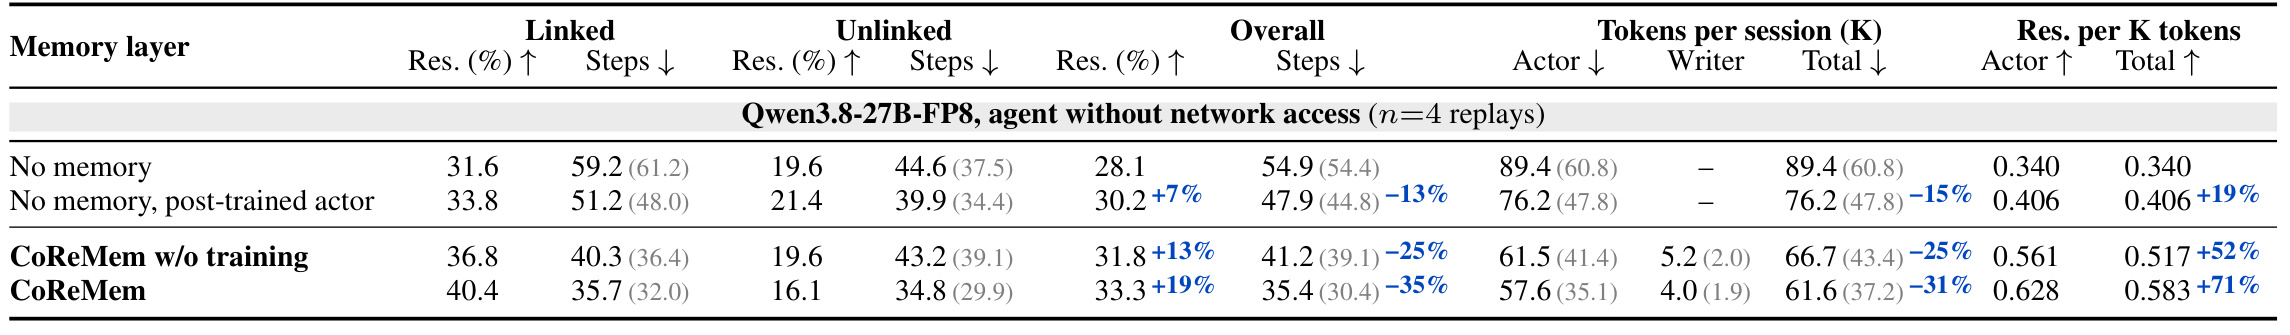 Memory layer Linked Unlinked Overall Tokens per session (K) Res. per K tokens
Res. (%) ↑ Steps ↓ Res. (%) ↑ Steps ↓ Res. (%) ↑ Steps ↓ Actor ↓ Writer Total ↓ Actor ↑ Total ↑
Qwen3.8-27B-FP8, agent without network access (n=4 replays)
No memory 31.6 59.2 (61.2) 19.6 44.6 (37.5) 28.1 54.9 (54.4) 89.4 (60.8) – 89.4 (60.8) 0.340 0.340
No memory, post-trained actor 33.8 51.2 (48.0) 21.4 39.9 (34.4) 30.2 +7% 47.9 (44.8) −13% 76.2 (47.8) – 76.2 (47.8) −15% 0.406 0.406 +19%
CoReMem w/o training 36.8 40.3 (36.4) 19.6 43.2 (39.1) 31.8 +13% 41.2 (39.1) −25% 61.5 (41.4) 5.2 (2.0) 66.7 (43.4) −25% 0.561 0.517 +52%
CoReMem 40.4 35.7 (32.0) 16.1 34.8 (29.9) 33.3 +19% 35.4 (30.4) −35% 57.6 (35.1) 4.0 (1.9) 61.6 (37.2) −31% 0.628 0.583 +71%